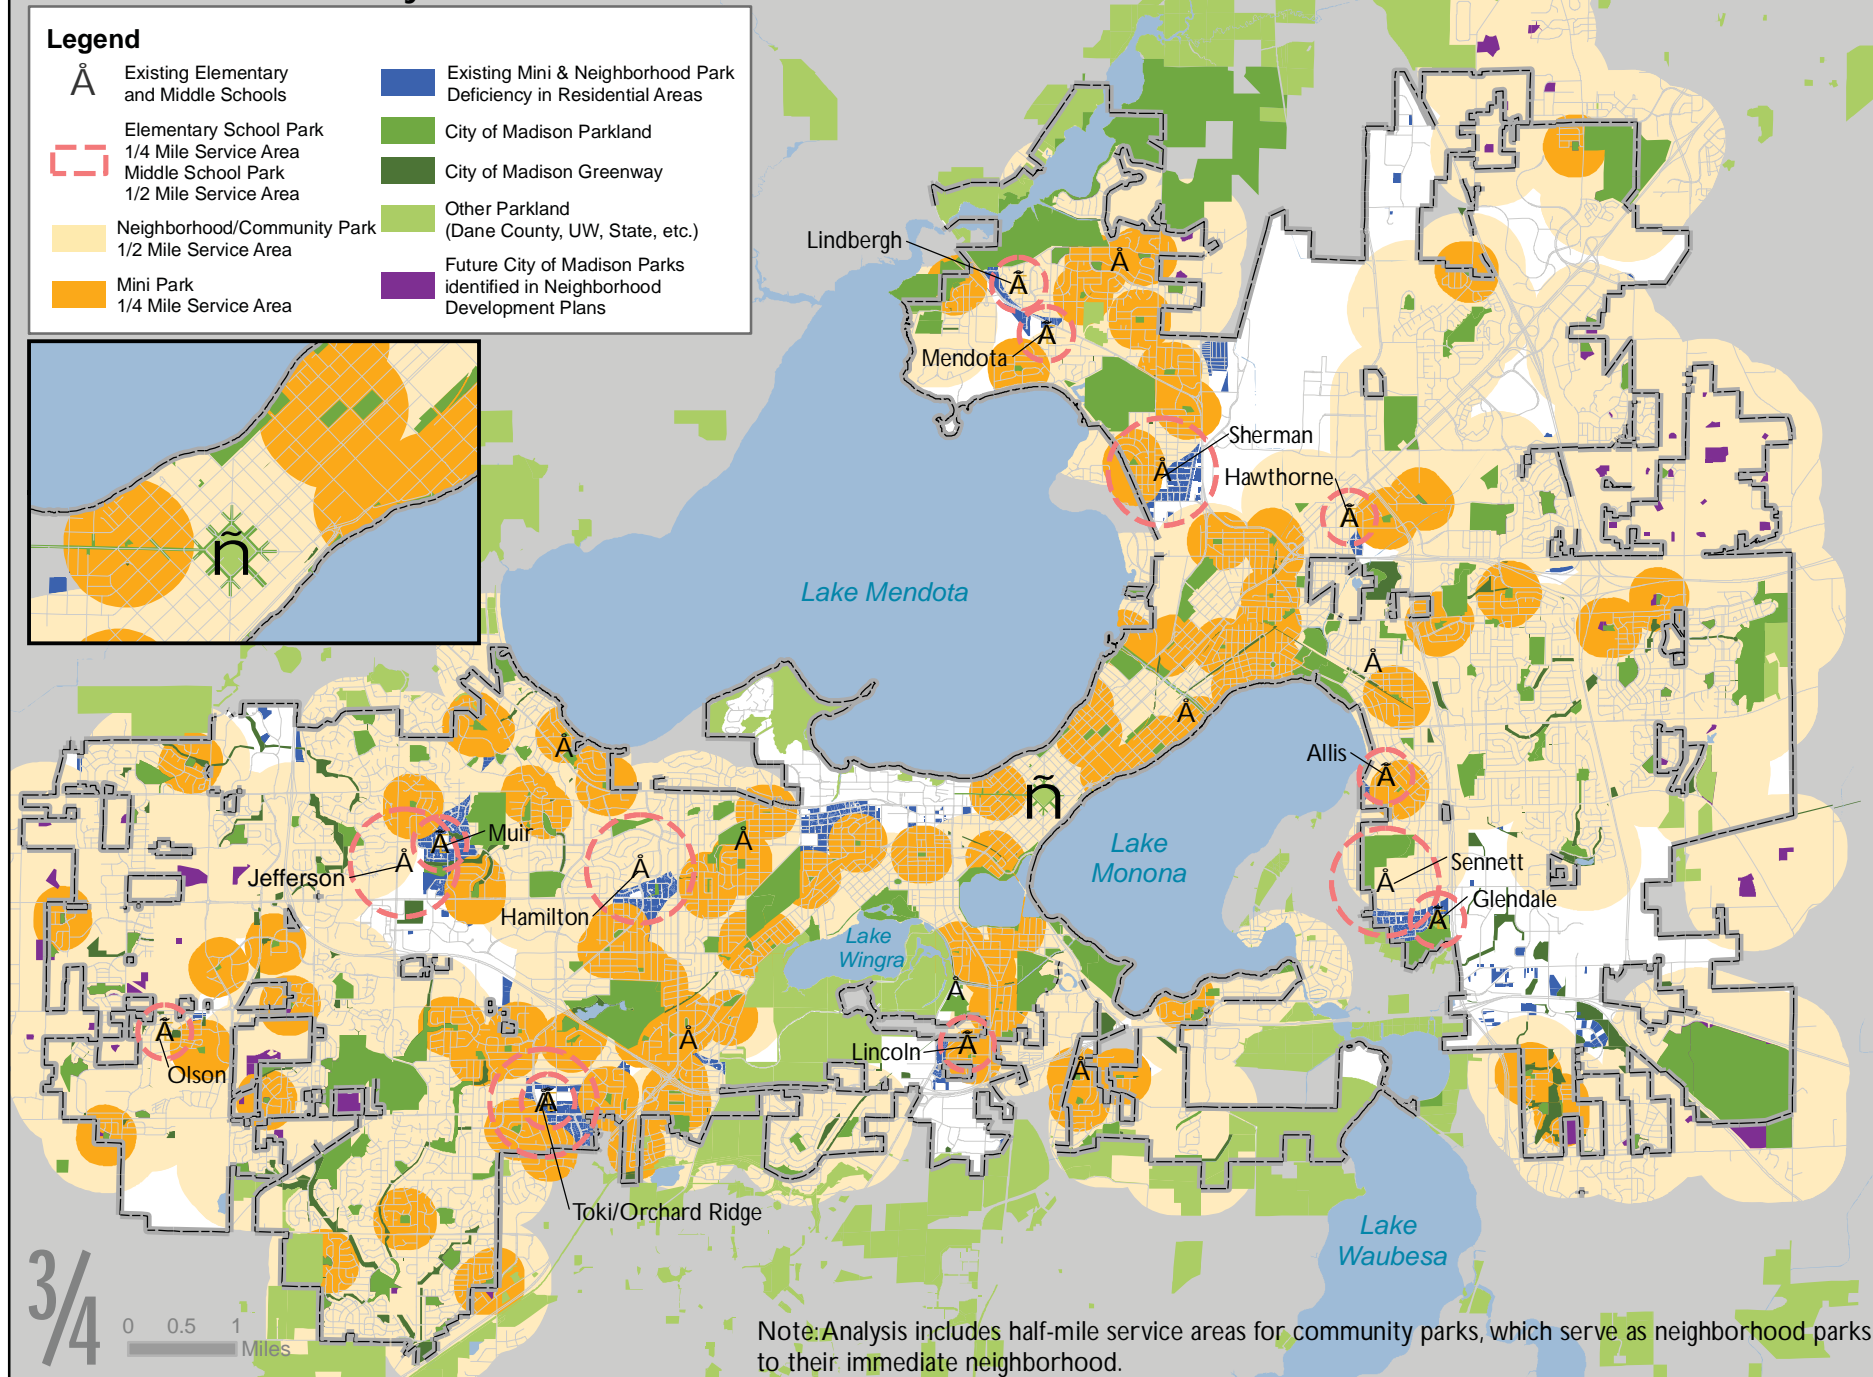 Legend
Å
Existing Elementary
and Middle Schools
Elementary School Park
1/4 Mile Service Area
Middle School Park
1/2 Mile Service Area
Neighborhood/Community Park
1/2 Mile Service Area
Mini Park
1/4 Mile Service Area
Existing Mini & Neighborhood Park
Deficiency in Residential Areas
City of Madison Parkland
City of Madison Greenway
Other Parkland
(Dane County, UW, State, etc.)
Future City of Madison Parks
identified in Neighborhood
Development Plans
ñ
Lindbergh
Mendota
Sherman
Hawthorne
Lake Mendota
Allis
ñ
Muir
Jefferson
Hamilton
Lake
Monona
Sennett
Glendale
Lake
Wingra
Lincoln
Olson
Toki/Orchard Ridge
Lake
Waubesa
3/4
0 0.5 1
Miles
Note:Analysis includes half-mile service areas for community parks, which serve as neighborhood parks
to their immediate neighborhood.